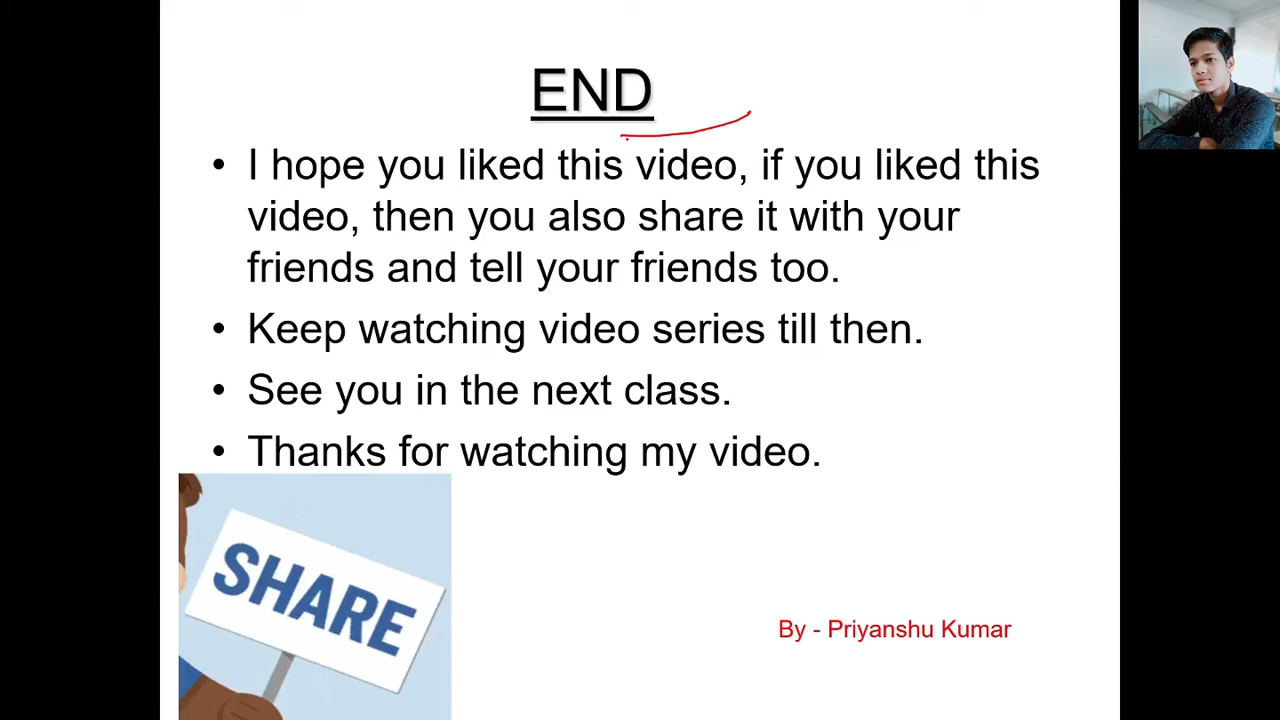 END
• I hope you liked this video, if you liked this
video, then you also share it with your
friends and tell your friends too.
• Keep watching video series till then.
• See you in the next class.
• Thanks for watching my video.
SHARE
By - Priyanshu Kumar